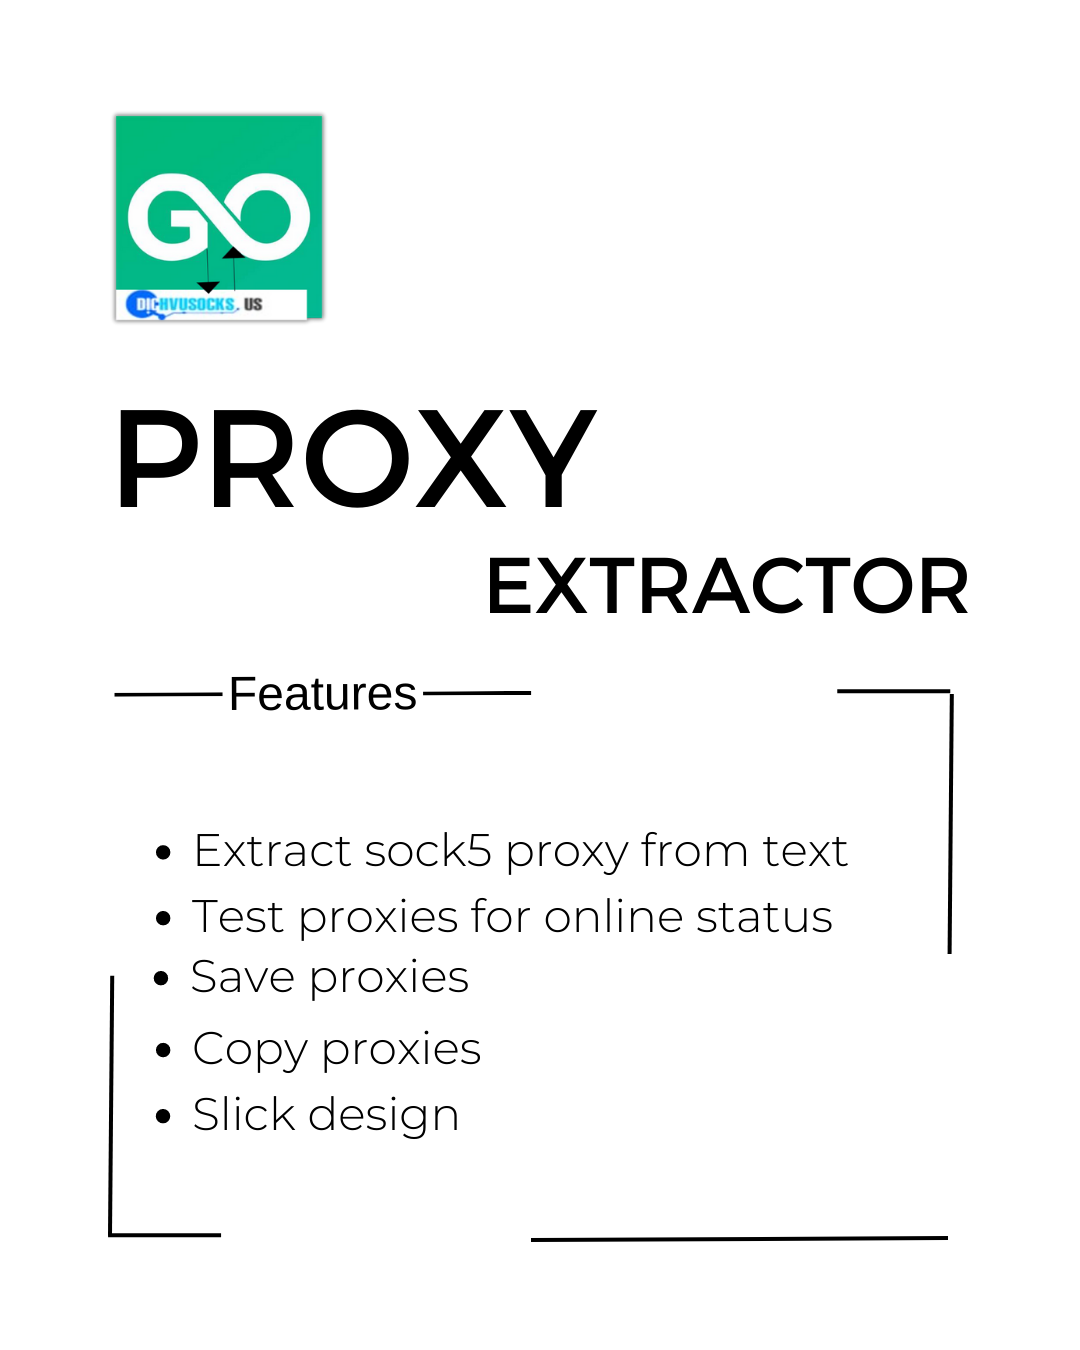 GO
DICHVUSOCKS. US
PROXY
EXTRACTOR
Features
• Extract sock5 proxy from text
• Test proxies for online status
• Save proxies
• Copy proxies
• Slick design